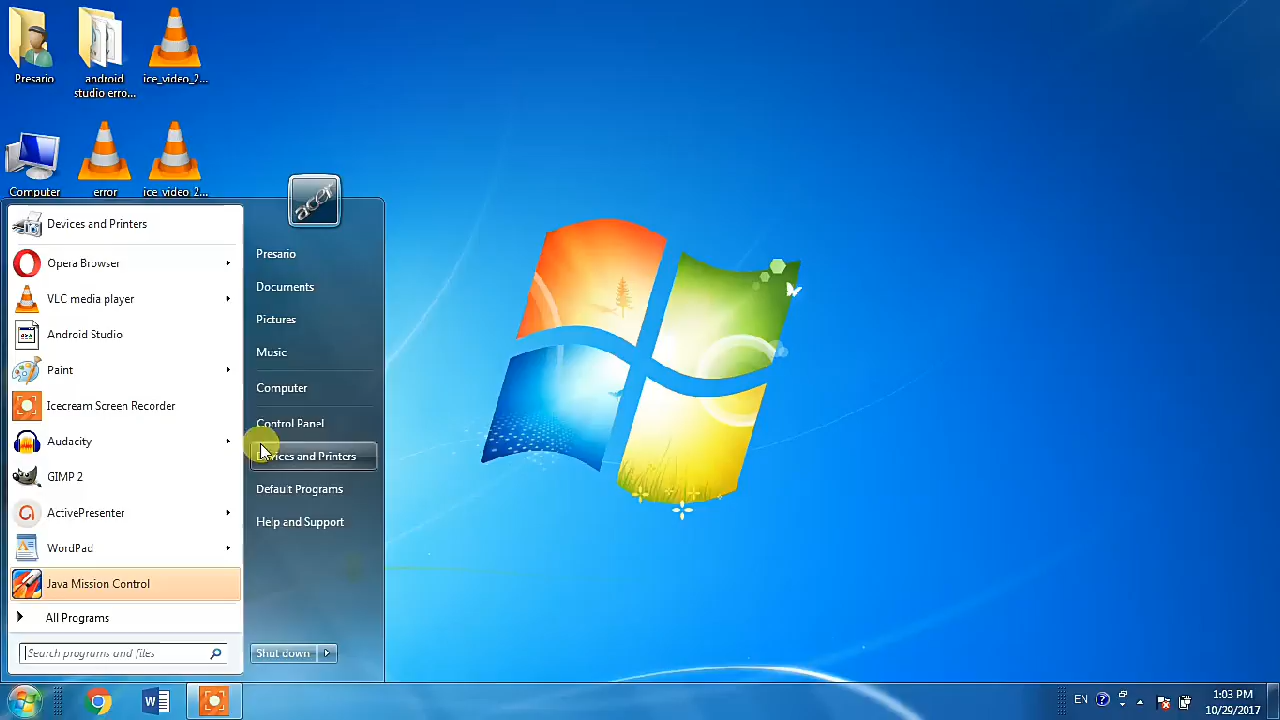 Presario
android
studio erro...
ice_video_2...
Computer
error
ice_video_2...
acer
Devices and Printers
Opera Browser
VLC media player
Android Studio
Paint
Icecream Screen Recorder
Audacity
GIMP 2
ActivePresenter
WordPad
Java Mission Control
All Programs
Search programs and files
Presario
Documents
Pictures
Music
Computer
Control Panel
Devices and Printers
Default Programs
Help and Support
Shut down
EN
1:03 PM
10/29/2017